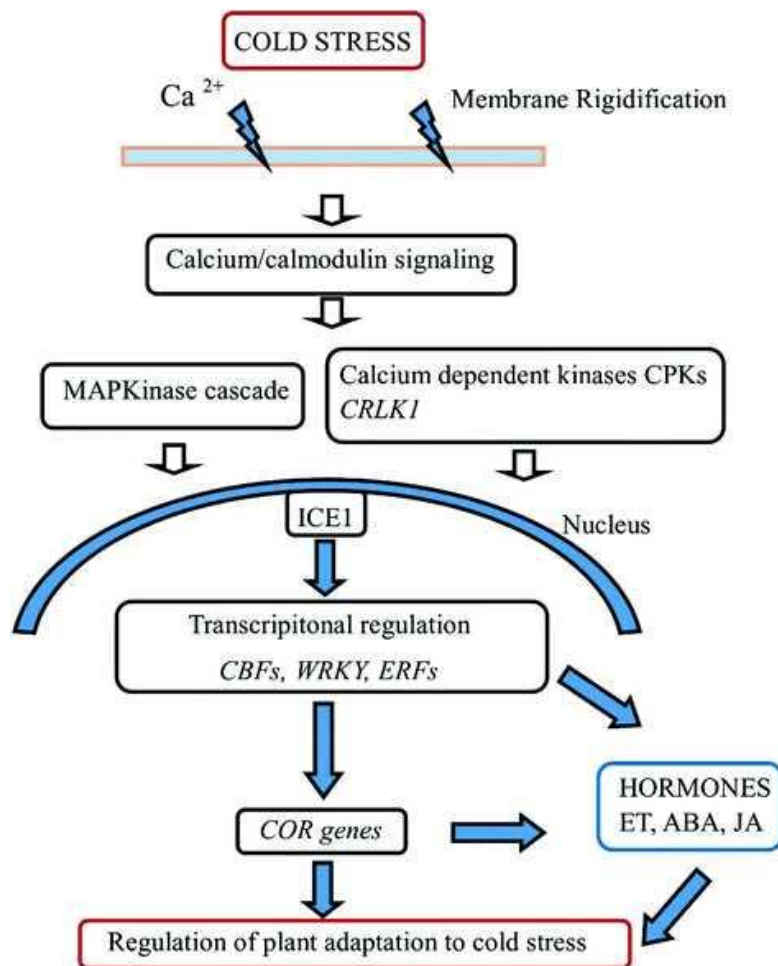 COLD STRESS
Ca 2+
Membrane Rigidification
Calcium/calmodulin signaling
MAPKinase cascade
Calcium dependent kinases CPKs
CRLK1
ICE1
Nucleus
Transcripitonal regulation
CBFs, WRKY, ERFs
HORMONES
ET, ABA, JA
COR genes
Regulation of plant adaptation to cold stress